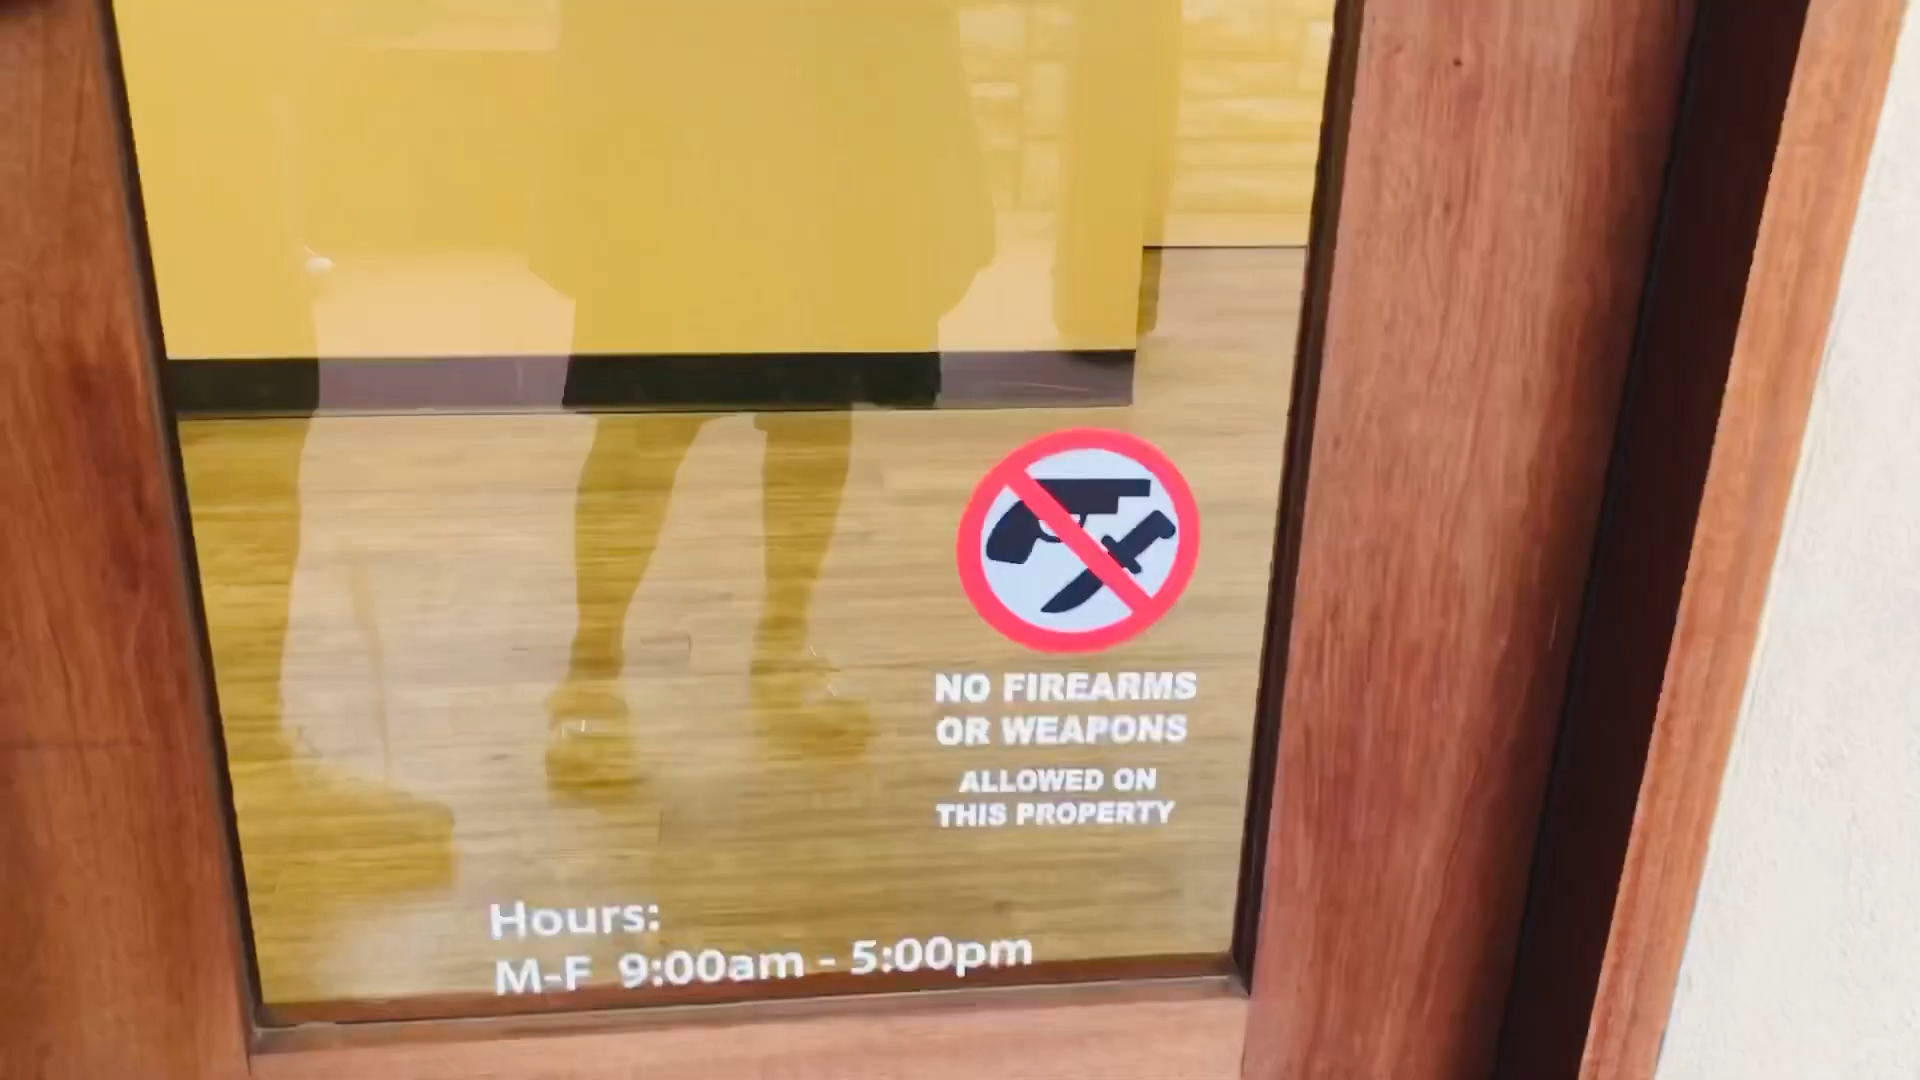 NO FIREARMS
OR WEAPONS
ALLOWED ON
THIS PROPERTY
Hours:
M-F 9:00am - 5:00pm